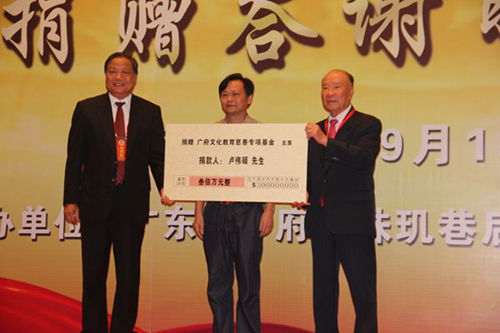 捐赠答谢
9月1
捐赠 广府文化教育慈善专项基金 支票
捐款人： 卢伟硕 先生
叁佰万元整
办单位
广东
府
珠玑巷后